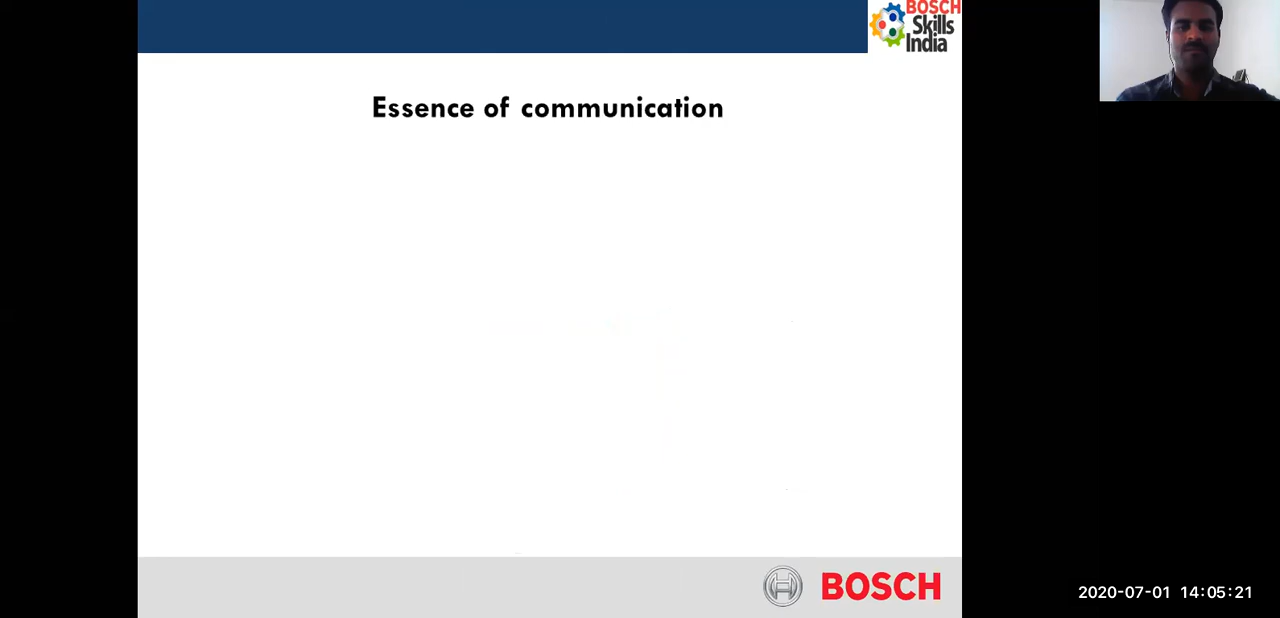 BOSCH
Skills
India
Essence of communication
BOSCH
2020-07-01 14:05:21